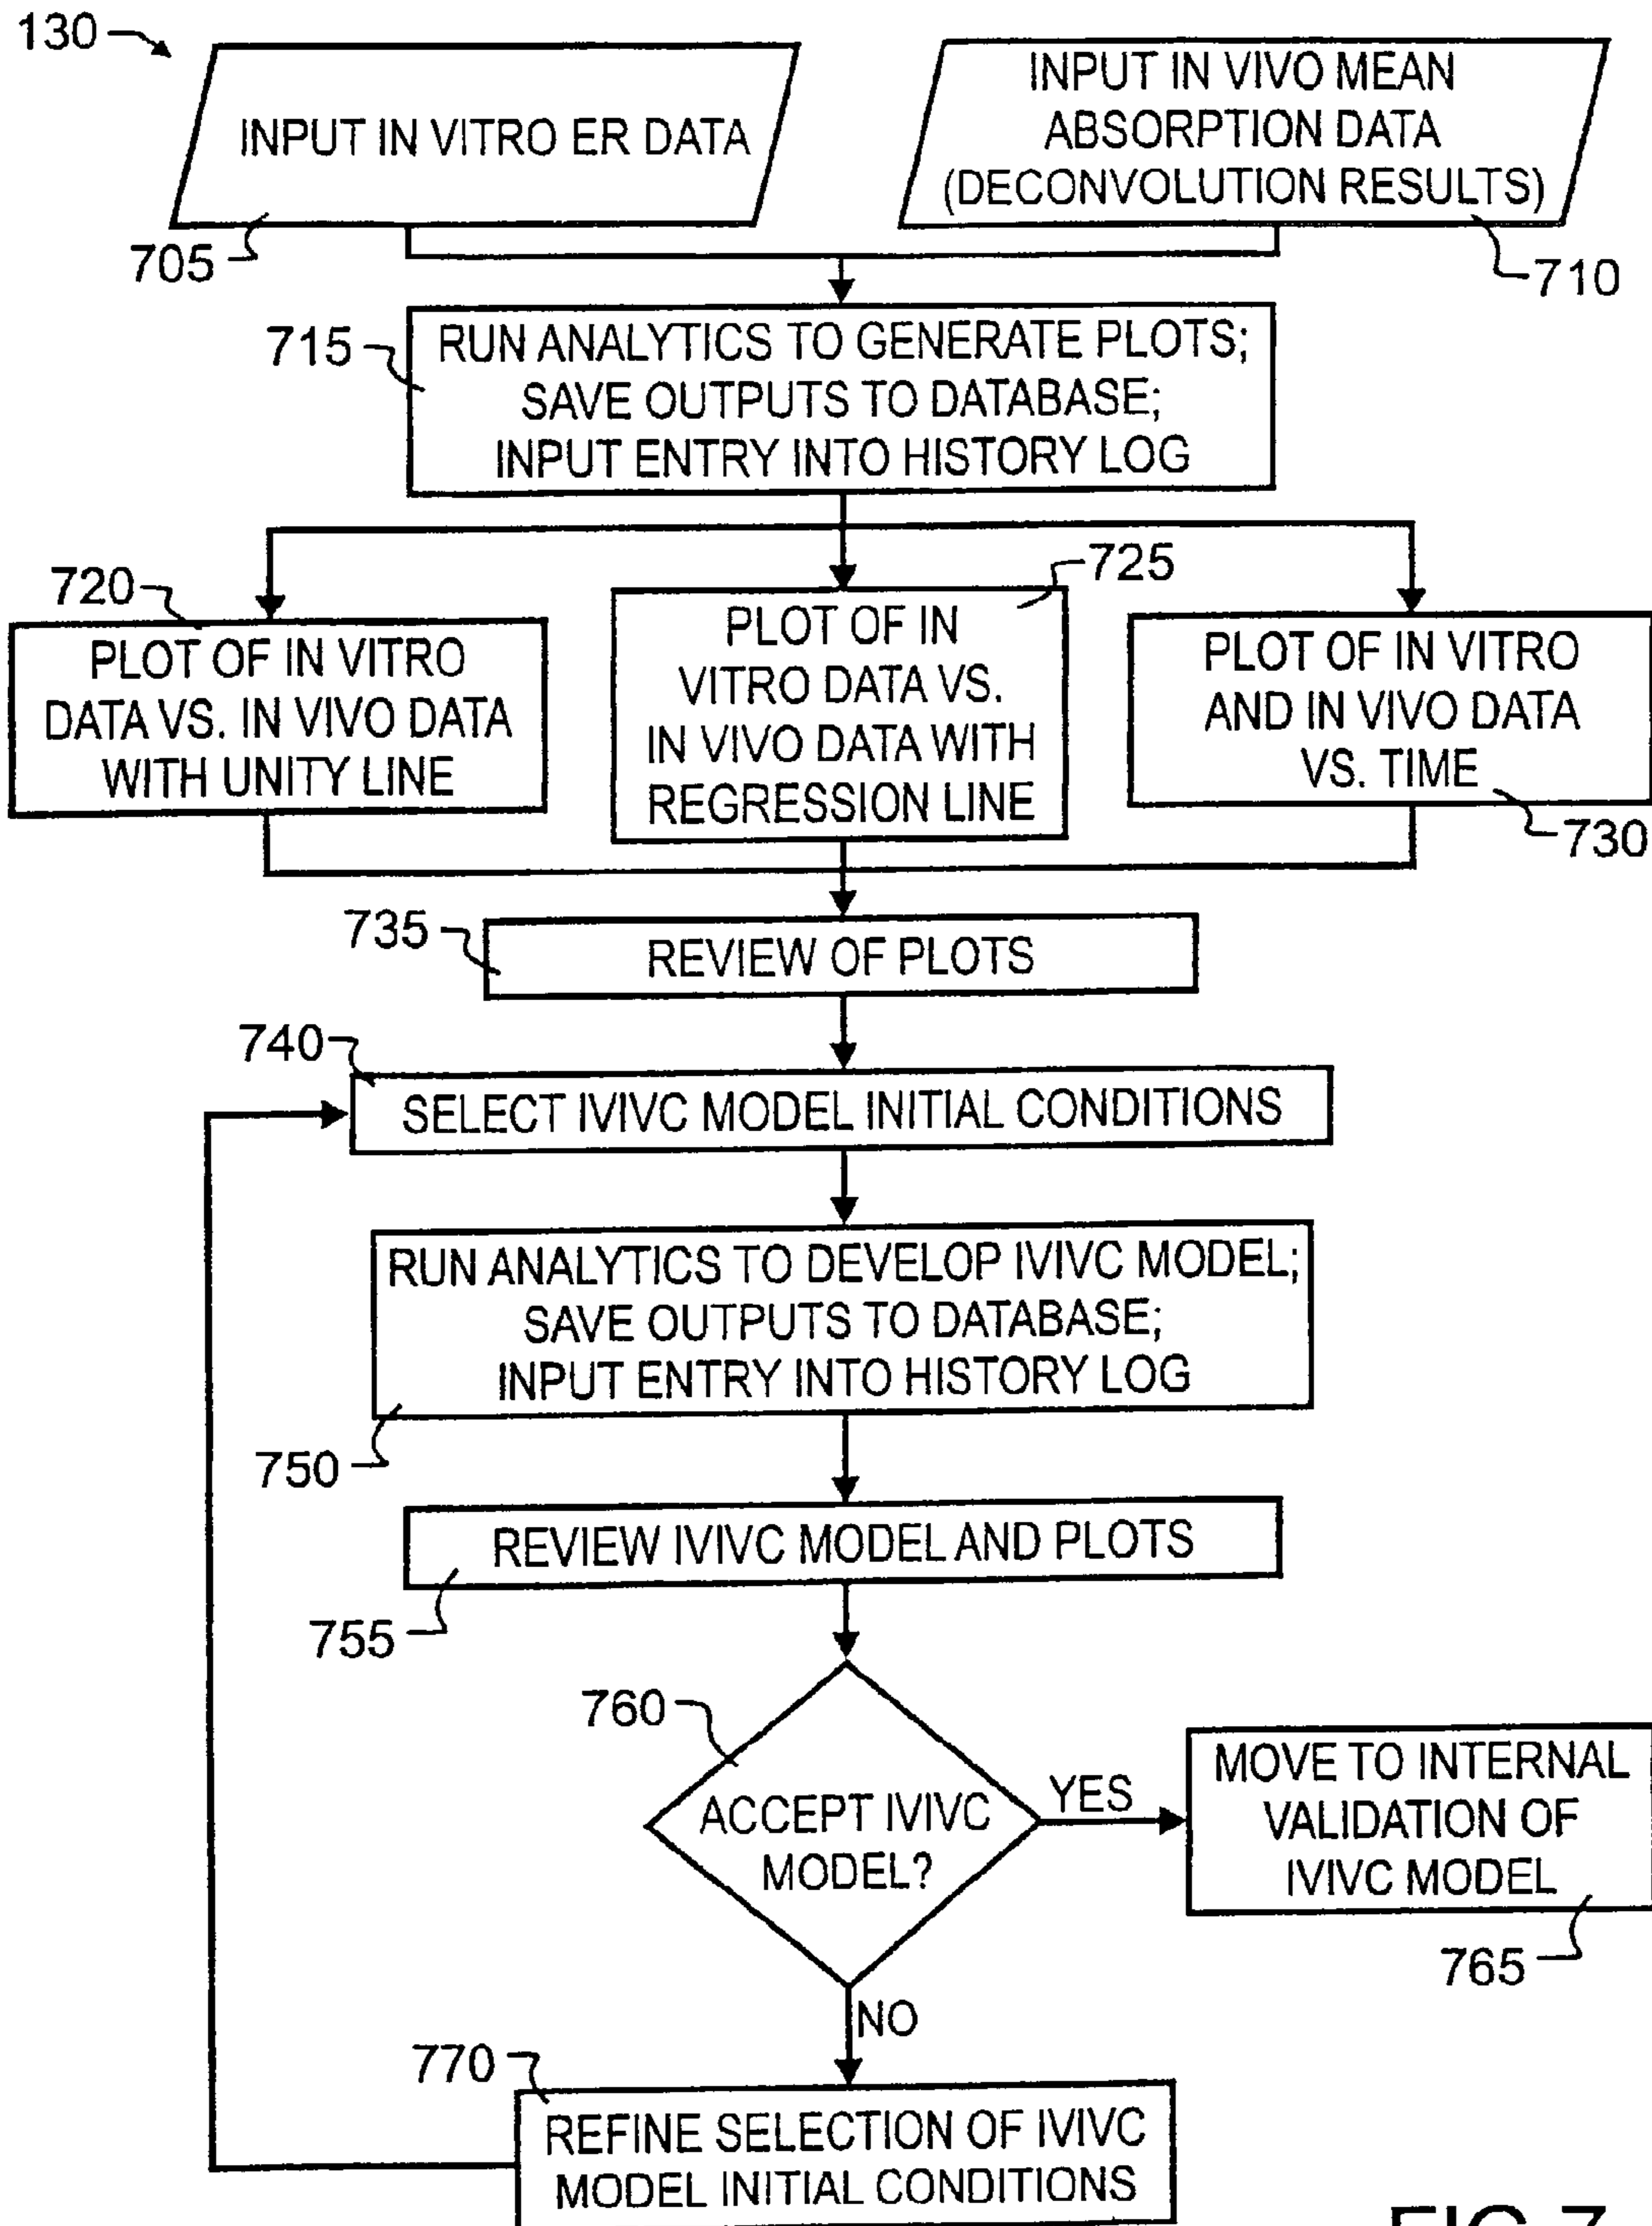 130
INPUT IN VITRO ER DATA
705
INPUT IN VIVO MEAN
ABSORPTION DATA
(DECONVOLUTION RESULTS)
710
715
RUN ANALYTICS TO GENERATE PLOTS;
SAVE OUTPUTS TO DATABASE;
INPUT ENTRY INTO HISTORY LOG
720
PLOT OF IN VITRO
DATA VS. IN VIVO DATA
WITH UNITY LINE
725
PLOT OF IN
VITRO DATA VS.
IN VIVO DATA WITH
REGRESSION LINE
PLOT OF IN VITRO
AND IN VIVO DATA
VS. TIME
730
735
REVIEW OF PLOTS
740
SELECT IVIVC MODEL INITIAL CONDITIONS
RUN ANALYTICS TO DEVELOP IVIVC MODEL;
SAVE OUTPUTS TO DATABASE;
INPUT ENTRY INTO HISTORY LOG
750
REVIEW IVIVC MODEL AND PLOTS
755
760
ACCEPT IVIVC
MODEL?
YES
MOVE TO INTERNAL
VALIDATION OF
IVIVC MODEL
765
NO
770
REFINE SELECTION OF IVIVC
MODEL INITIAL CONDITIONS
FIG. 7